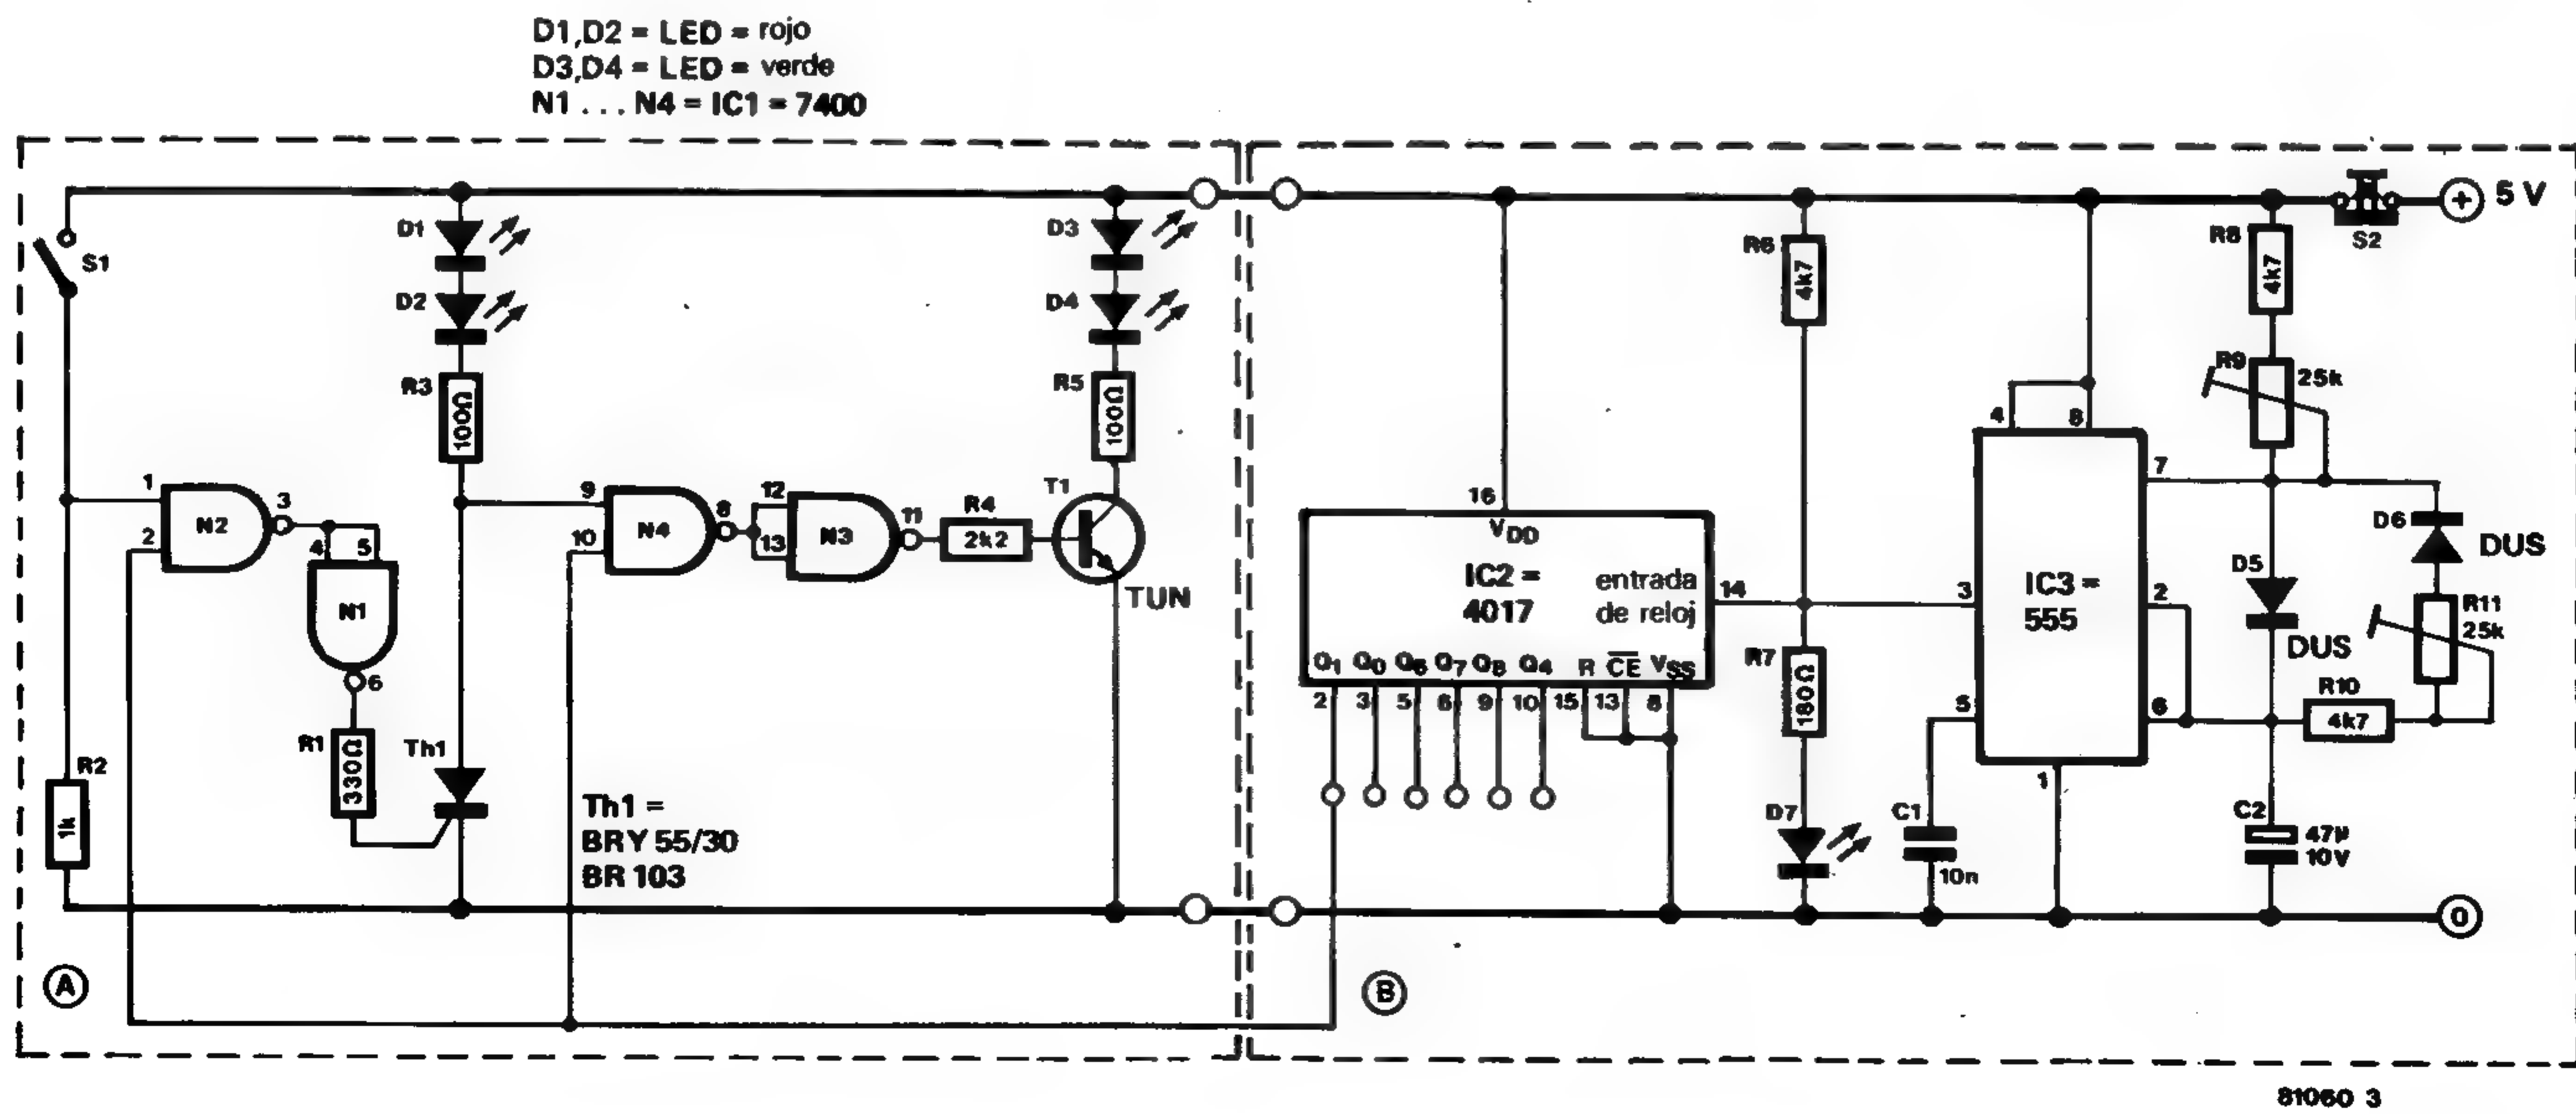 D1,D2 = LED = rojo
D3,D4 = LED = verde
N1 . . . N4 = IC1 = 7400
S1
D1
D2
R3
100Ω
D3
D4
R5
100Ω
R6
4k7
R8
4k7
S2
+
5 V
R9
25k
1
2
N2
3
4
5
N1
6
R1
330Ω
Th1
R2
1k
9
10
N4
8
12
13
N3
11
R4
2k2
T1
TUN
Th1 =
BRY 55/30
BR 103
16
VDD
IC2 =
4017
entrada
de reloj
14
Q1 Q0 Q6 Q7 Q8 Q4 R CE VSS
2 3 5 6 9 10 15 13 8
R7
180Ω
D7
4
8
3
IC3 =
555
7
2
6
5
1
C1
10n
D5
DUS
D6
DUS
R11
25k
R10
4k7
C2
47µ
10V
0
A
B
81060 3